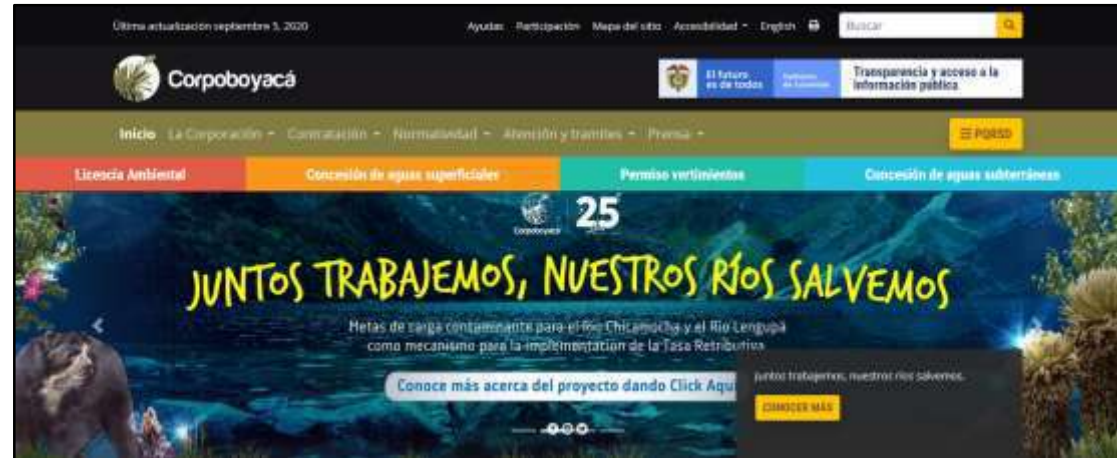 Última actualización septiembre 5, 2020
Ayudas Participación Mapa del sitio Accesibilidad English Buscar
Corpoboyacá
El futuro es de todos
Transparencia y acceso a la
información pública
Inicio La Corporación Contratación Normatividad Atención y tramites Prensa PQRSD
Licencia Ambiental Concesión de aguas superficiales Permiso vertimientos Concesión de aguas subterráneas
Corpoboyacá 25
JUNTOS TRABAJEMOS, NUESTROS RÍOS SALVEMOS
Metas de carga contaminante para el Río Chicamocha y el Río Lengupá
como mecanismo para la implementación de la Tasa Retributiva
Conoce más acerca del proyecto dando Click Aquí
Juntos trabajemos, nuestros ríos salvemos.
CONOCER MÁS